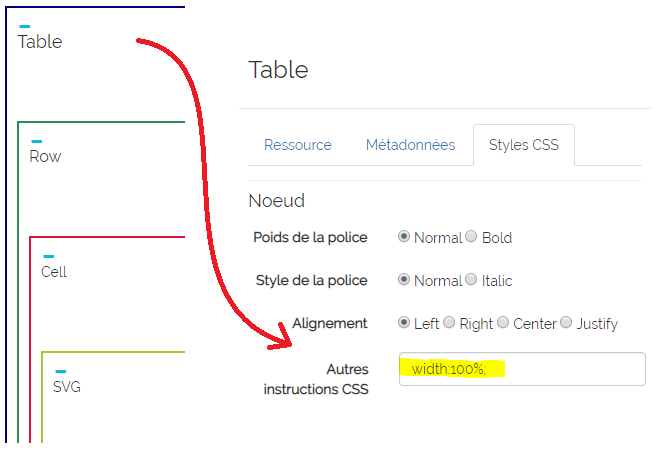 Table
Row
Cell
SVG
Table
Ressource Métadonnées Styles CSS
Noeud
Poids de la police Normal Bold
Style de la police Normal Italic
Alignement Left Right Center Justify
Autres width:100%;
instructions CSS